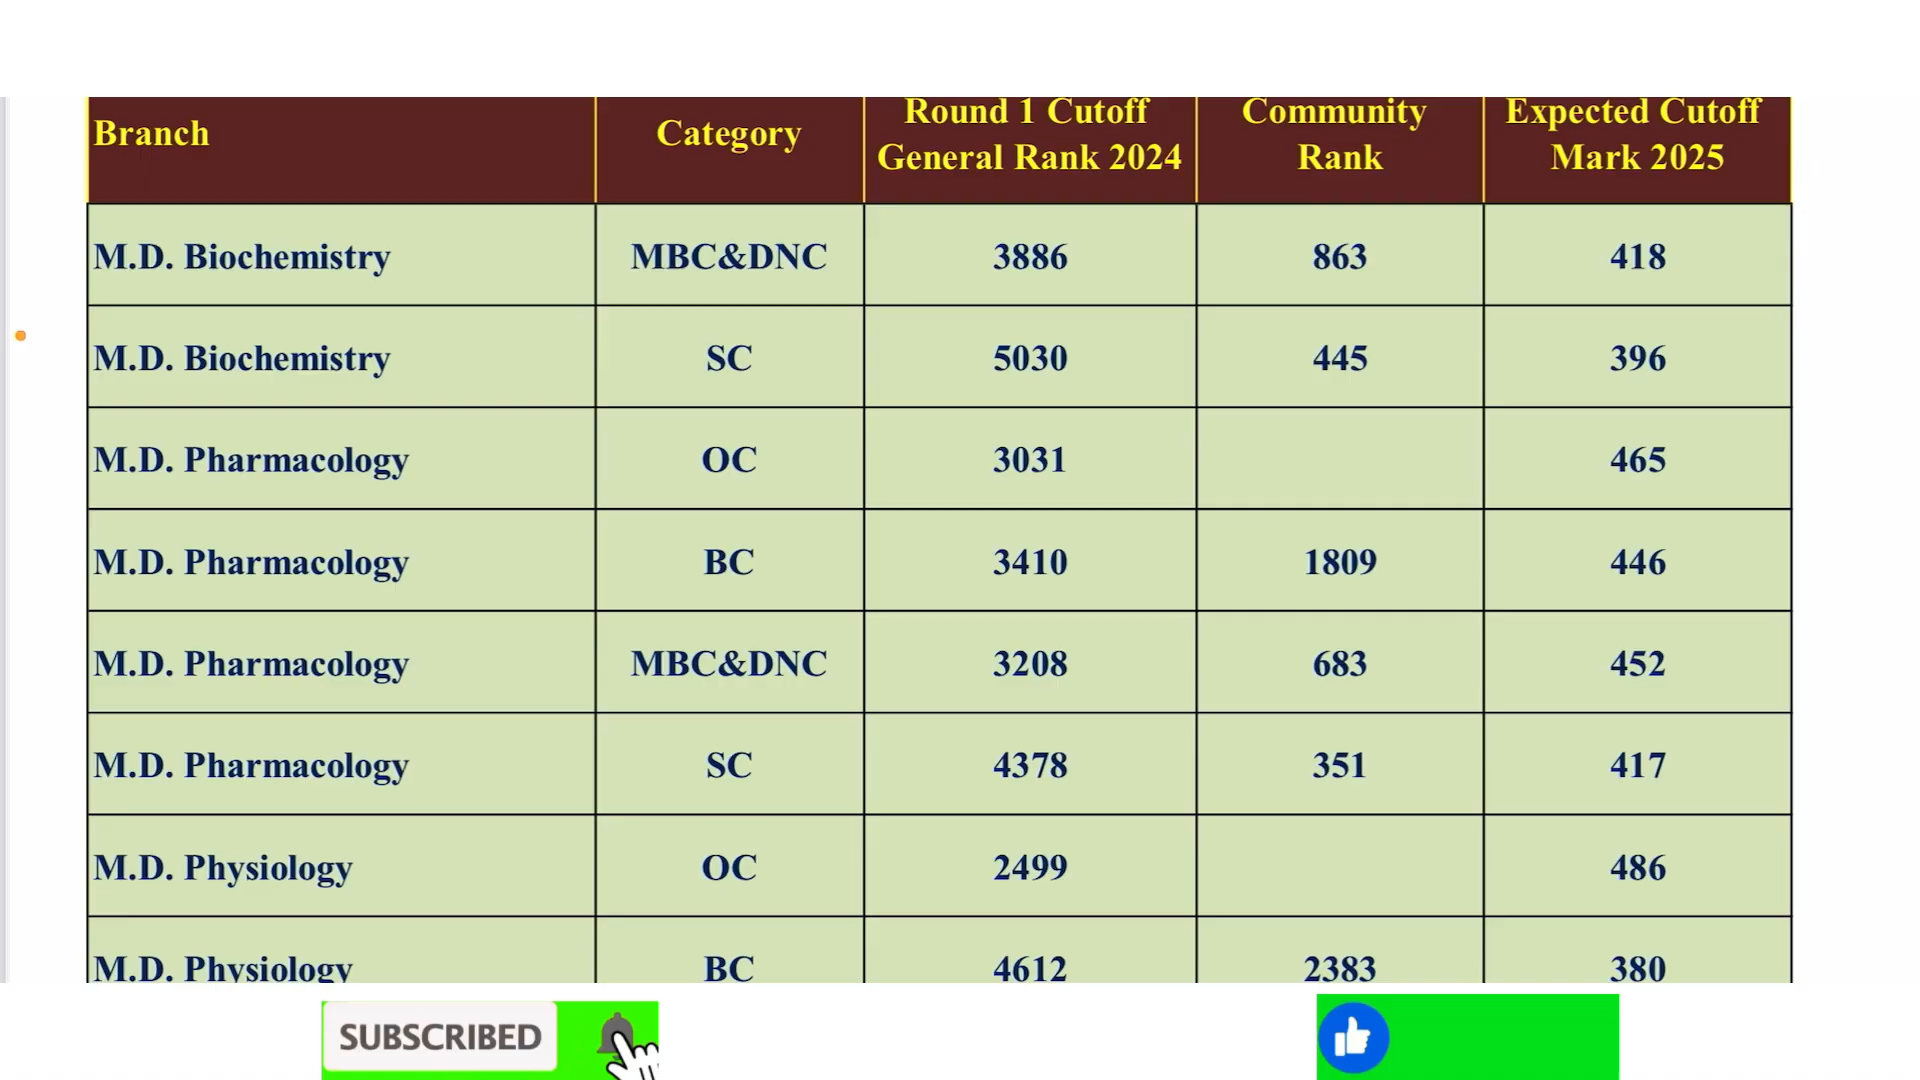 Branch Category Round 1 Cutoff General Rank 2024 Community Rank Expected Cutoff Mark 2025
M.D. Biochemistry MBC&DNC 3886 863 418
M.D. Biochemistry SC 5030 445 396
M.D. Pharmacology OC 3031 465
M.D. Pharmacology BC 3410 1809 446
M.D. Pharmacology MBC&DNC 3208 683 452
M.D. Pharmacology SC 4378 351 417
M.D. Physiology OC 2499 486
M.D. Physiology BC 4612 2383 380
SUBSCRIBED